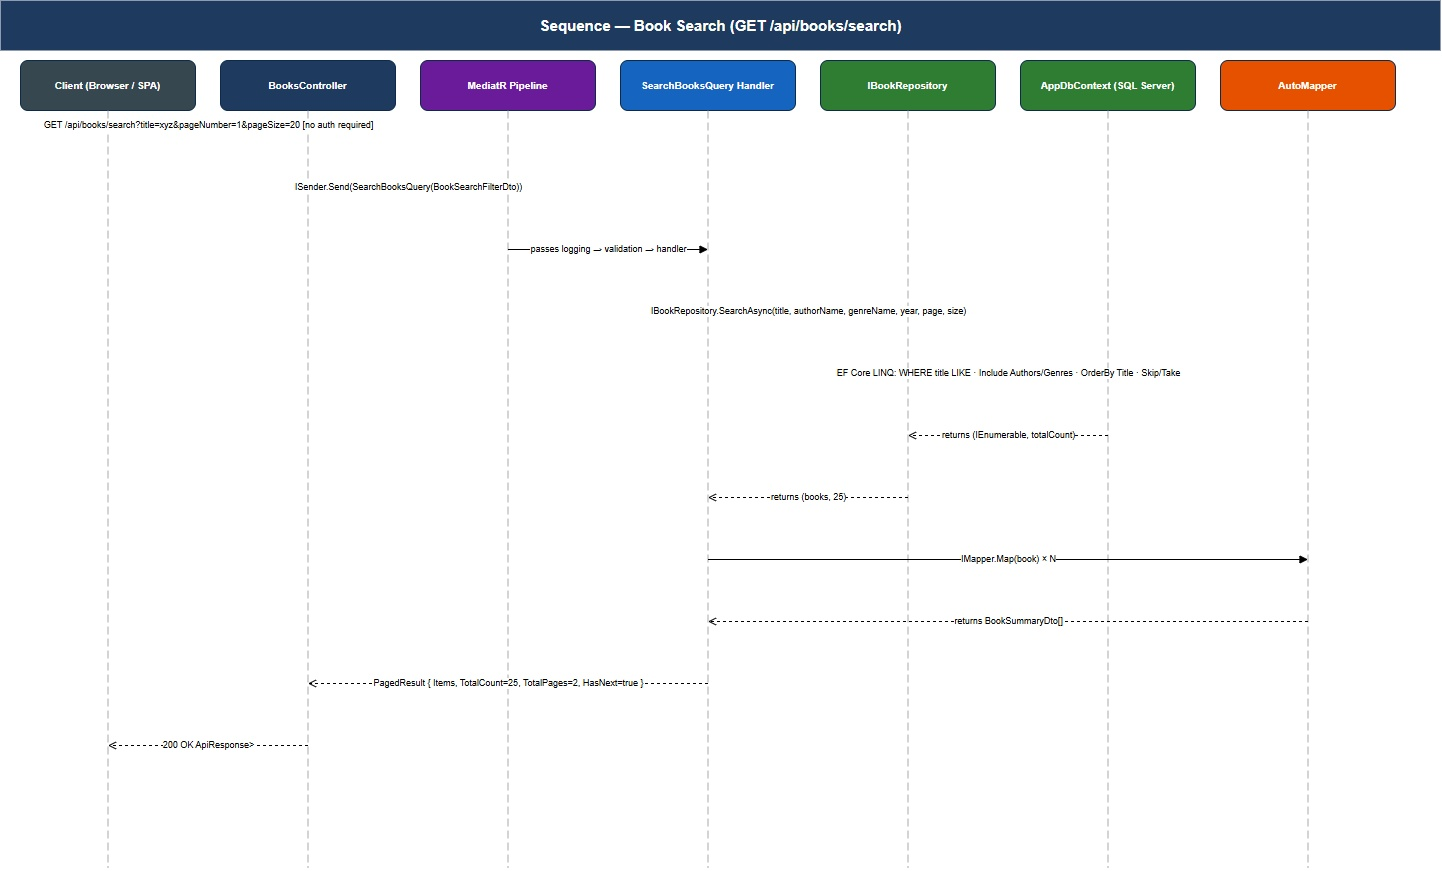 Sequence — Book Search (GET /api/books/search)
Client (Browser / SPA)
BooksController
MediatR Pipeline
SearchBooksQuery Handler
IBookRepository
AppDbContext (SQL Server)
AutoMapper
GET /api/books/search?title=xyz&pageNumber=1&pageSize=20 [no auth required]
ISender.Send(SearchBooksQuery(BookSearchFilterDto))
passes logging → validation → handler
IBookRepository.SearchAsync(title, authorName, genreName, year, page, size)
EF Core LINQ: WHERE title LIKE · Include Authors/Genres · OrderBy Title · Skip/Take
returns (IEnumerable, totalCount)
returns (books, 25)
IMapper.Map(book) × N
returns BookSummaryDto[]
PagedResult { Items, TotalCount=25, TotalPages=2, HasNext=true }
200 OK ApiResponse>